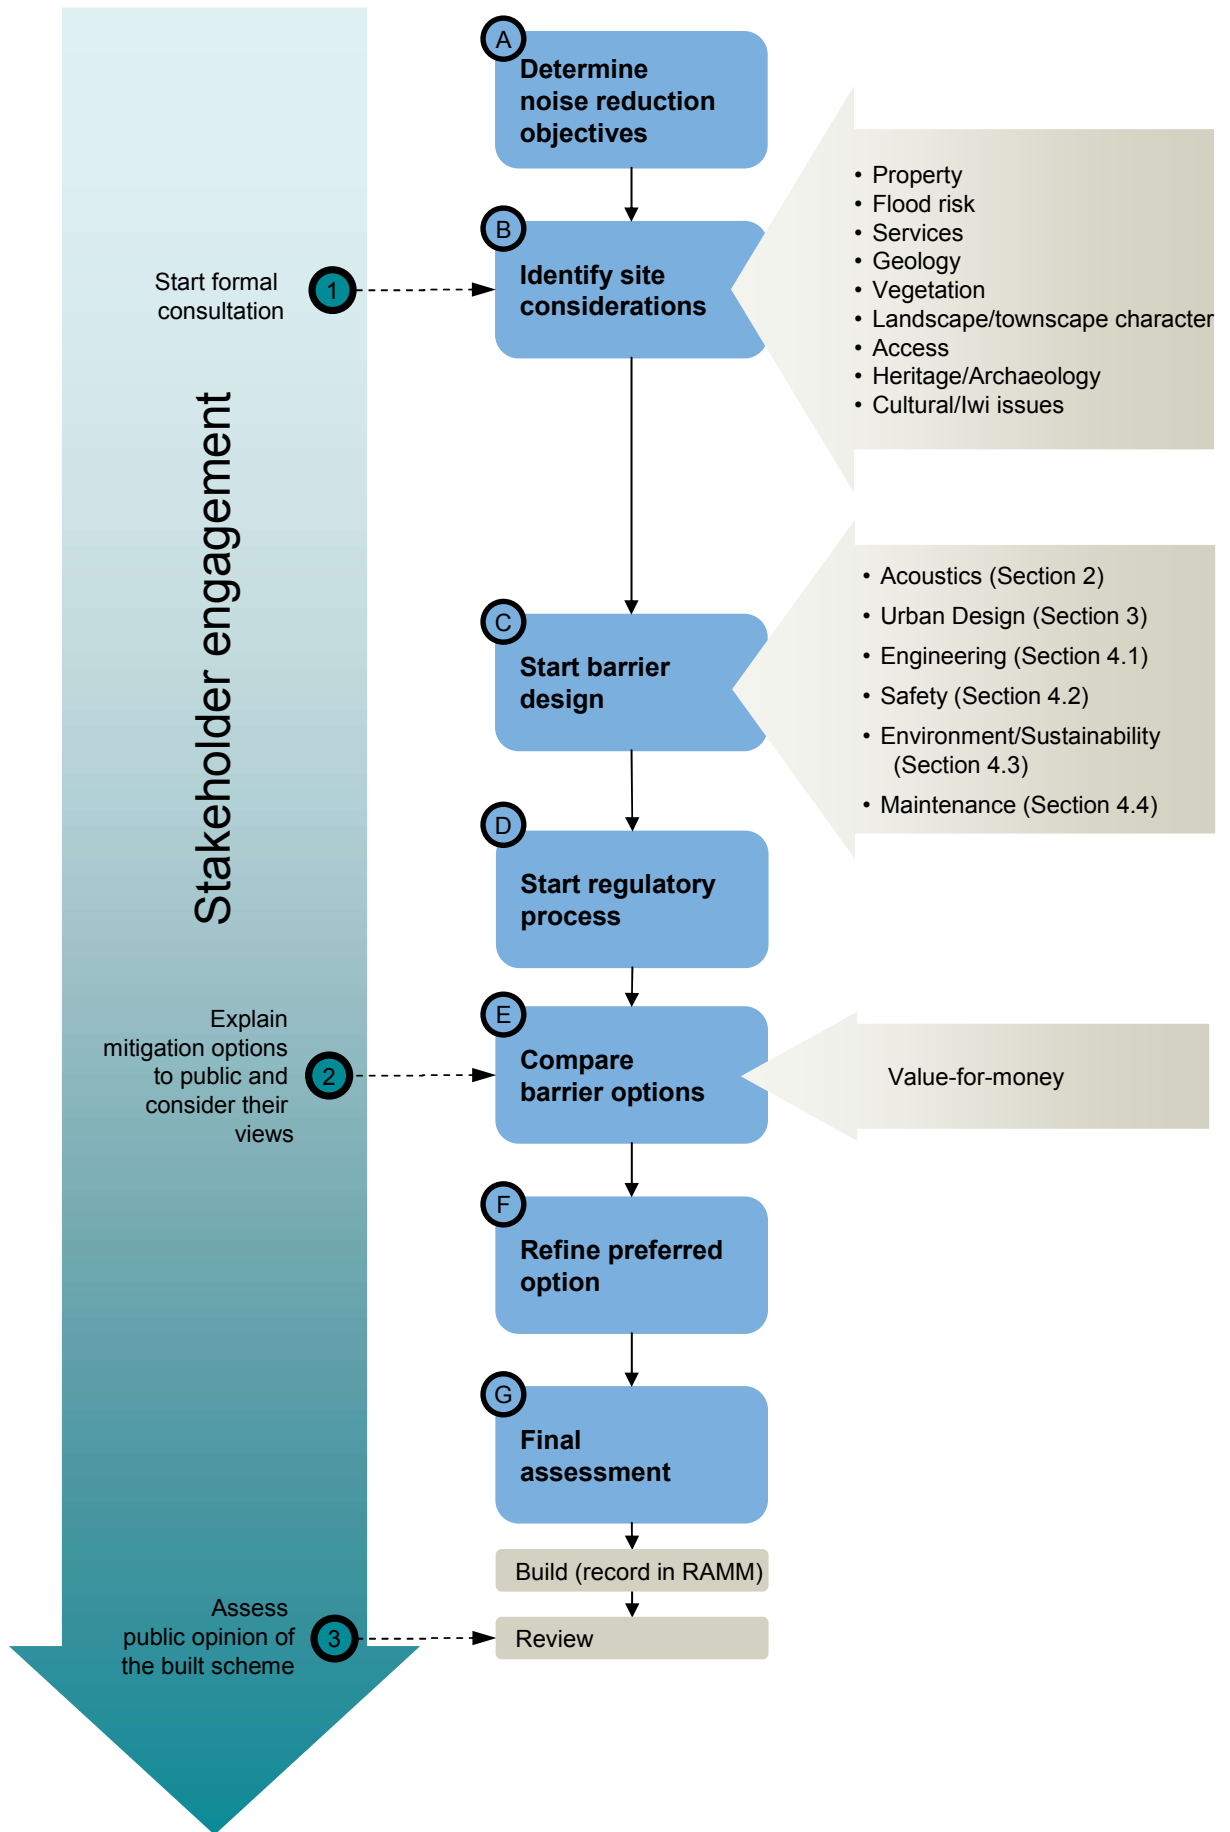 A
Determine
noise reduction
objectives
B
Identify site
considerations
• Property
• Flood risk
• Services
• Geology
• Vegetation
• Landscape/townscape character
• Access
• Heritage/Archaeology
• Cultural/Iwi issues
Start formal
consultation
1
Stakeholder engagement
C
Start barrier
design
• Acoustics (Section 2)
• Urban Design (Section 3)
• Engineering (Section 4.1)
• Safety (Section 4.2)
• Environment/Sustainability
(Section 4.3)
• Maintenance (Section 4.4)
D
Start regulatory
process
E
Compare
barrier options
Value-for-money
Explain
mitigation options
to public and
consider their
views
2
F
Refine preferred
option
G
Final
assessment
Build (record in RAMM)
Assess
public opinion of
the built scheme
3
Review